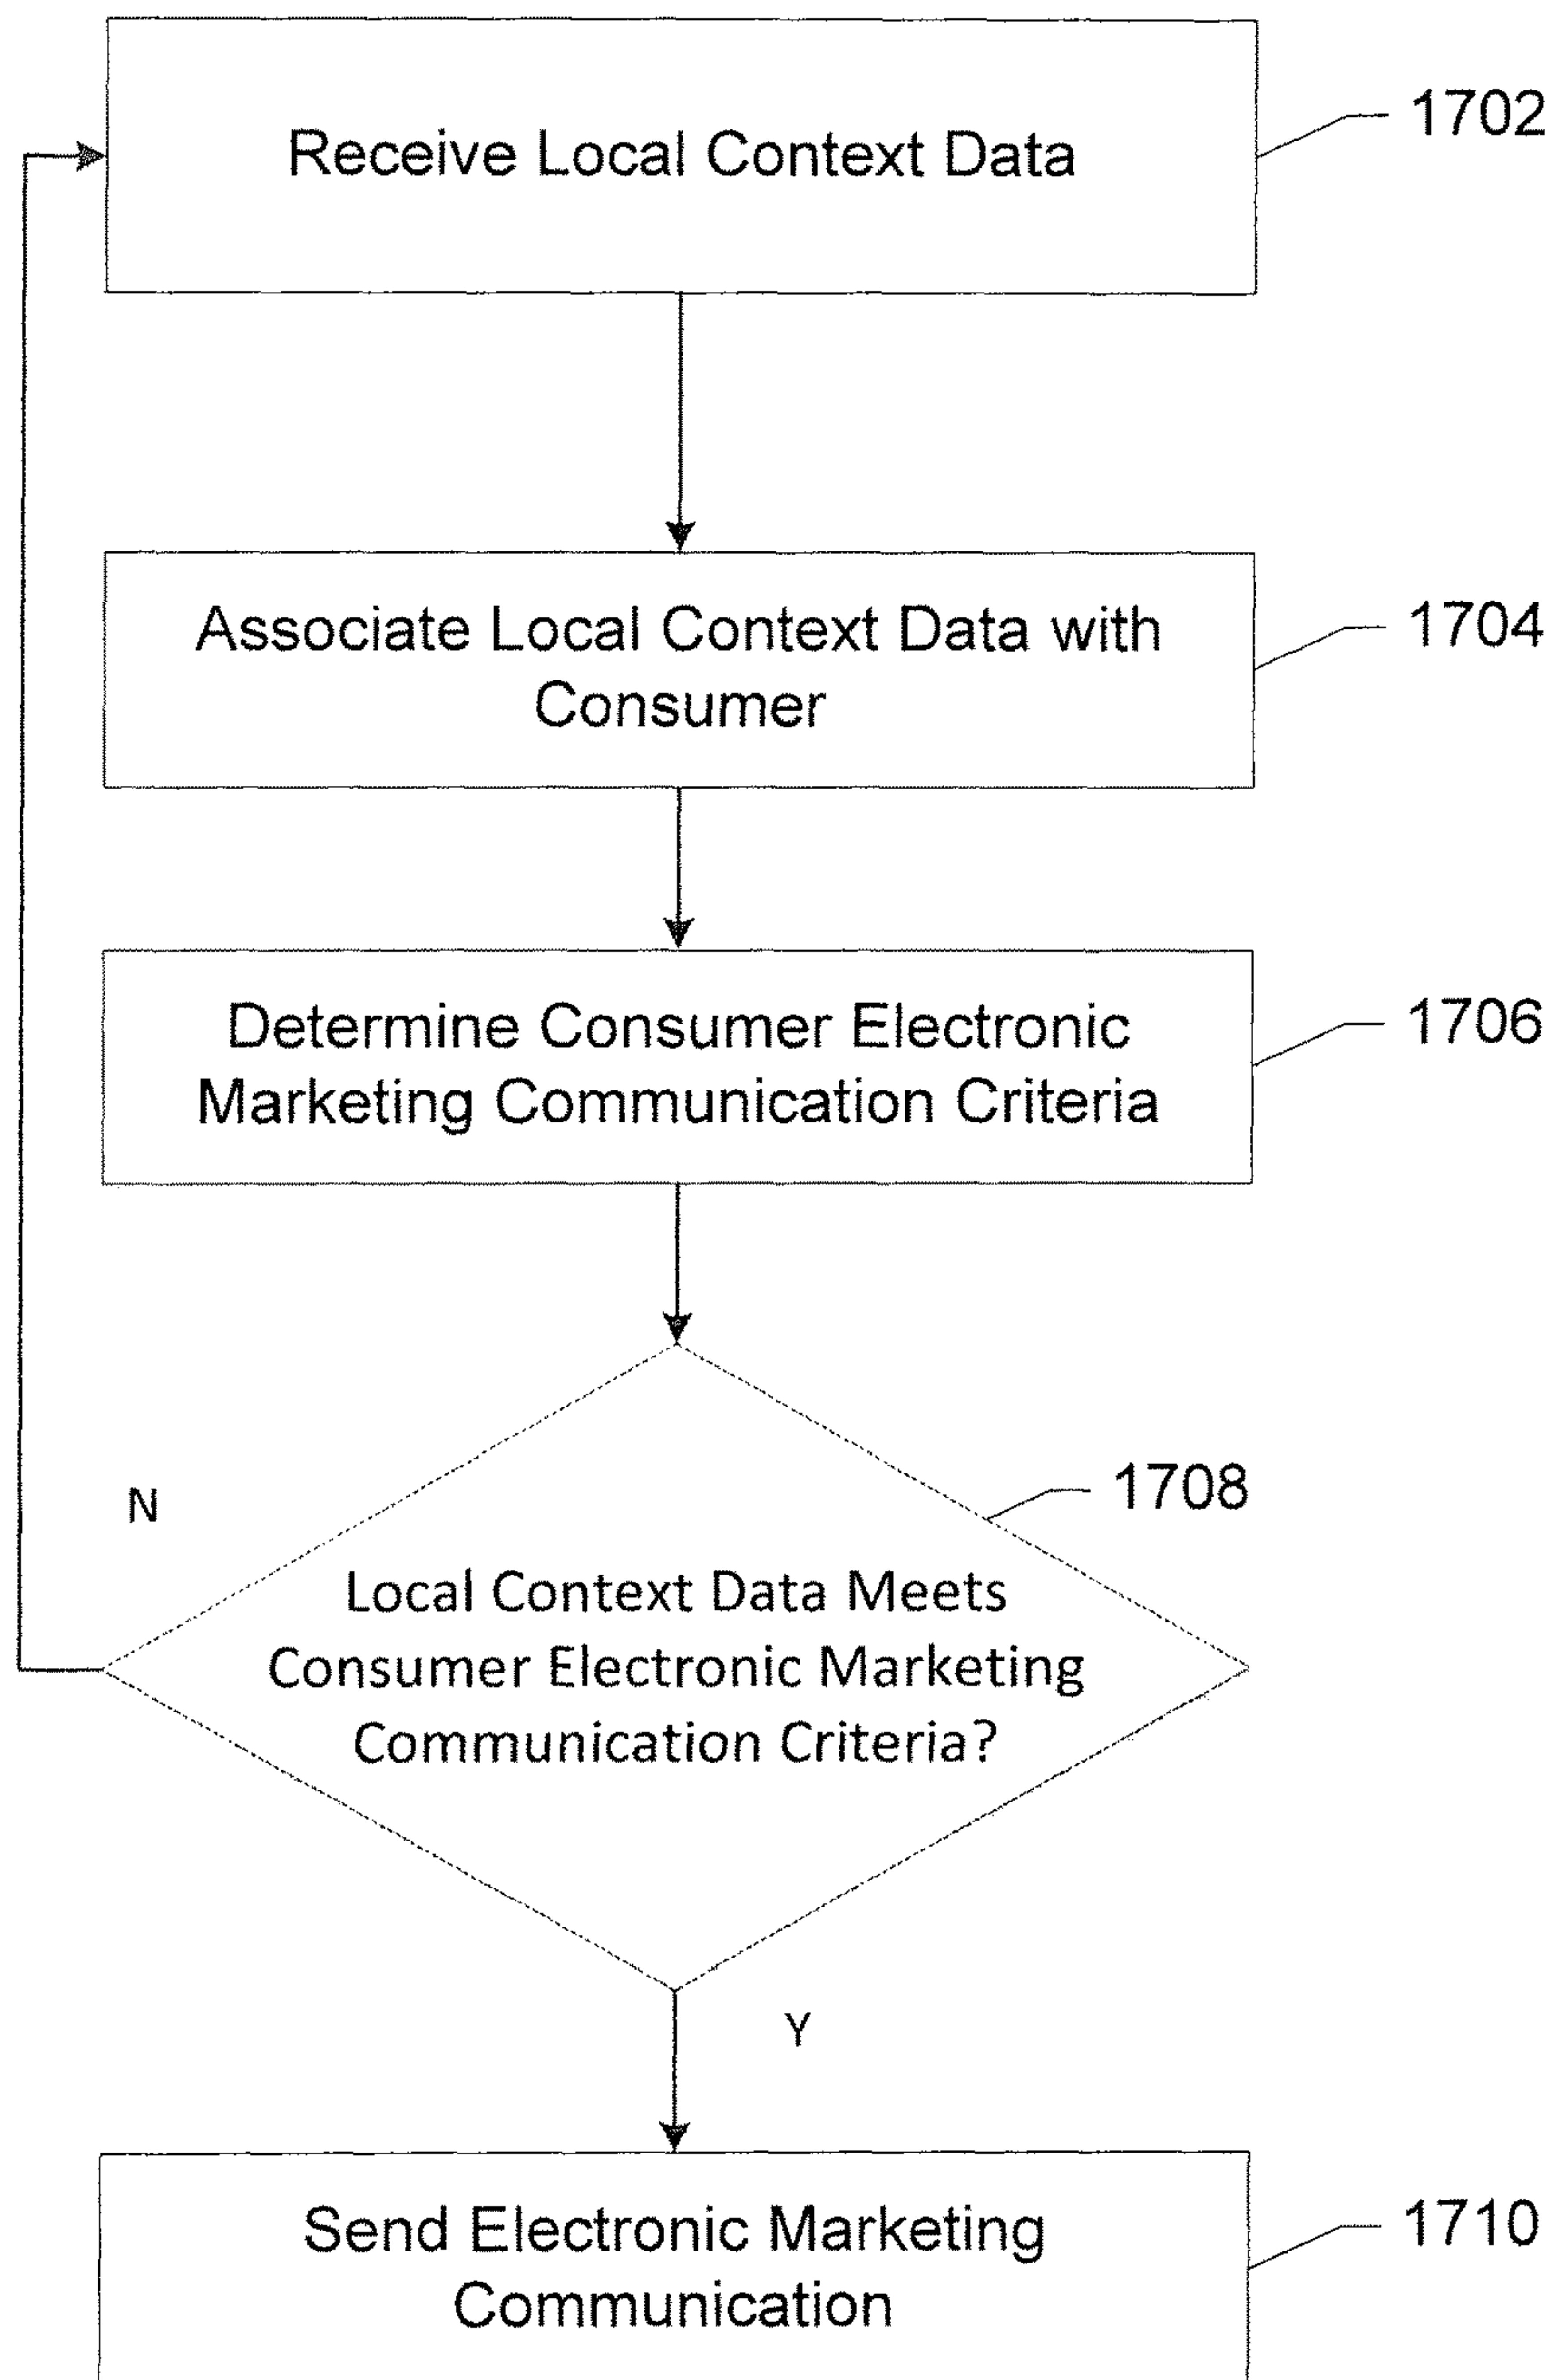 Receive Local Context Data
1702
Associate Local Context Data with
Consumer
1704
Determine Consumer Electronic
Marketing Communication Criteria
1706
N
1708
Local Context Data Meets
Consumer Electronic Marketing
Communication Criteria?
Y
Send Electronic Marketing
Communication
1710